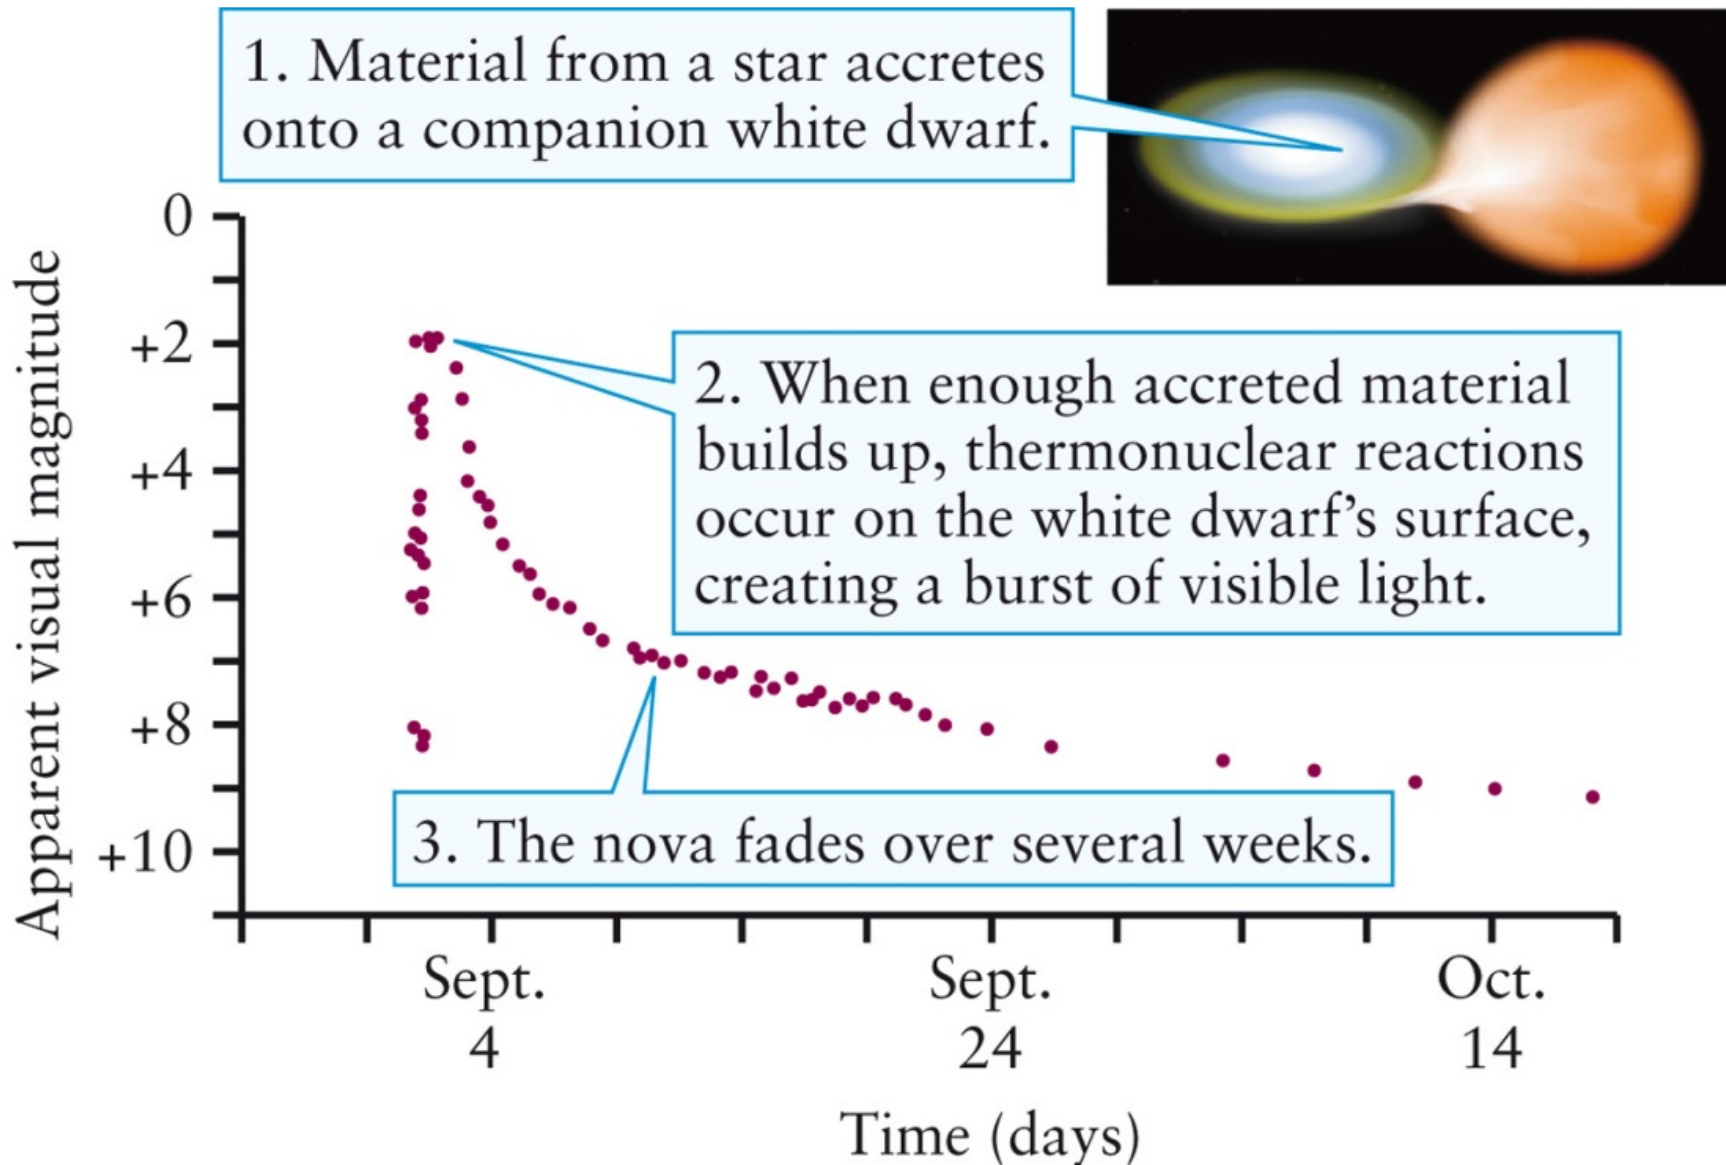 1. Material from a star accretes
onto a companion white dwarf.
0
+2
+4
+6
+8
+10
Apparent visual magnitude
2. When enough accreted material
builds up, thermonuclear reactions
occur on the white dwarf’s surface,
creating a burst of visible light.
3. The nova fades over several weeks.
Sept.
4
Sept.
24
Oct.
14
Time (days)